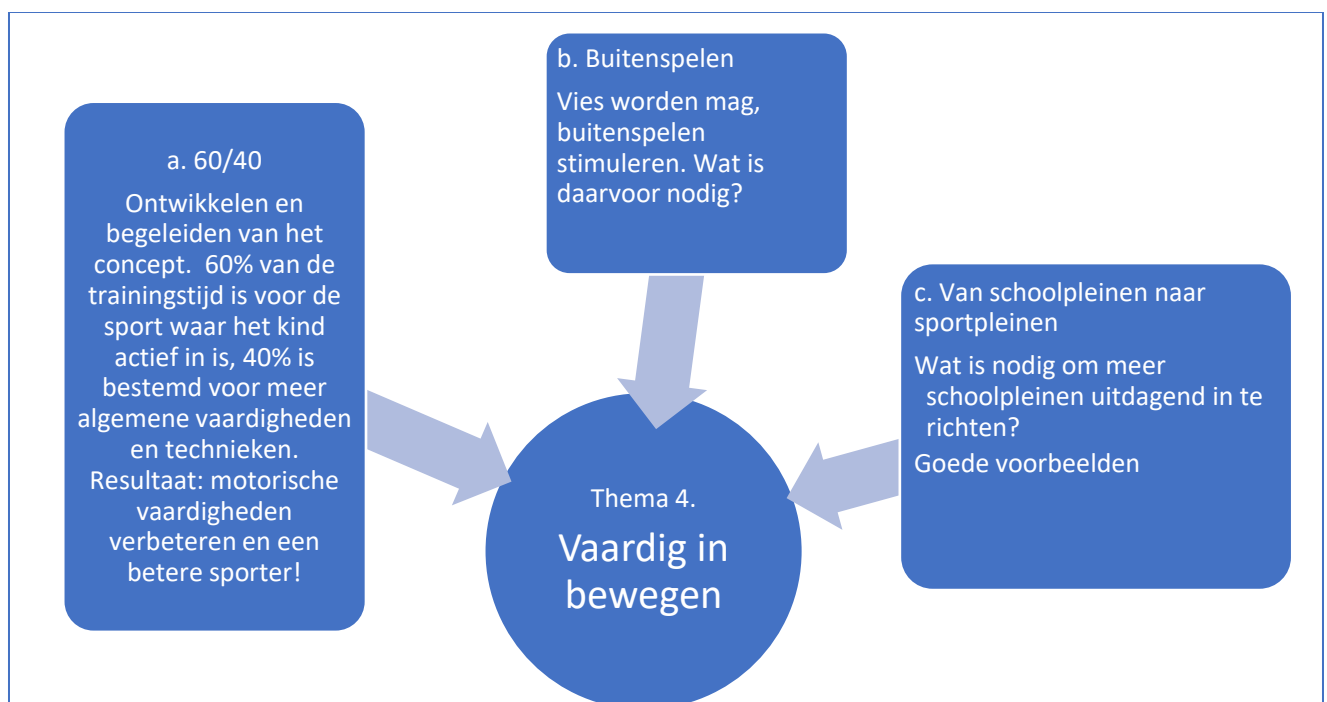 a. 60/40
Ontwikkelen en
begeleiden van het
concept.  60% van de
trainingstijd is voor de
sport waar het kind
actief in is, 40% is
bestemd voor meer
algemene vaardigheden
en technieken.
Resultaat: motorische
vaardigheden
verbeteren en een
betere sporter!
b. Buitenspelen
Vies worden mag,
buitenspelen
stimuleren. Wat is
daarvoor nodig?
c. Van schoolpleinen naar
sportpleinen
Wat is nodig om meer
schoolpleinen uitdagend in te
richten?
Goede voorbeelden
Thema 4.
Vaardig in
bewegen